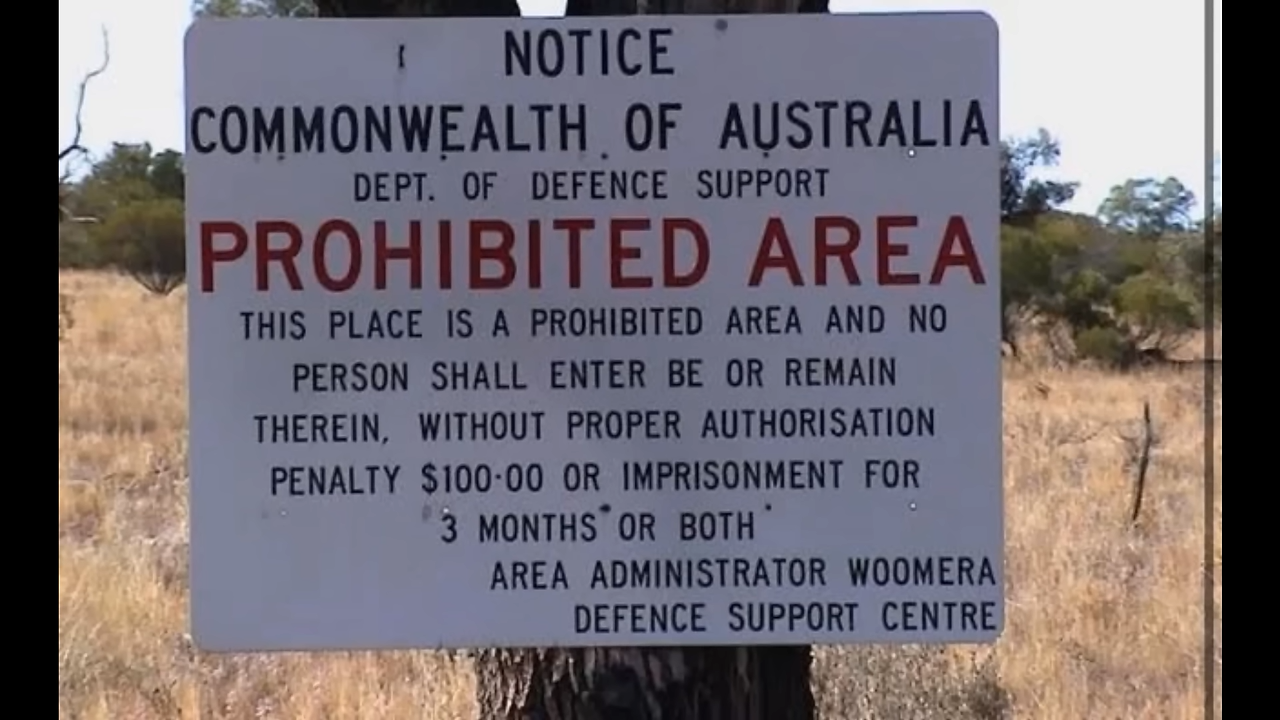 NOTICE
COMMONWEALTH OF AUSTRALIA
DEPT. OF DEFENCE SUPPORT
PROHIBITED AREA
THIS PLACE IS A PROHIBITED AREA AND NO
PERSON SHALL ENTER BE OR REMAIN
THEREIN, WITHOUT PROPER AUTHORISATION
PENALTY $100·00 OR IMPRISONMENT FOR
3 MONTHS OR BOTH
AREA ADMINISTRATOR WOOMERA
DEFENCE SUPPORT CENTRE